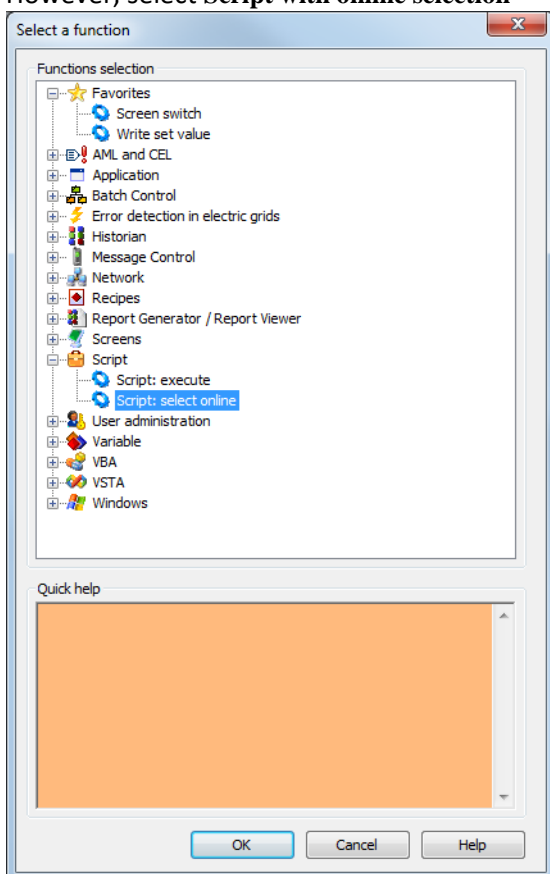 However, select Script with online selection
Select a function
Functions selection
Favorites
Screen switch
Write set value
AML and CEL
Application
Batch Control
Error detection in electric grids
Historian
Message Control
Network
Recipes
Report Generator / Report Viewer
Screens
Script
Script: execute
Script: select online
User administration
Variable
VBA
VSTA
Windows
Quick help
OK Cancel Help